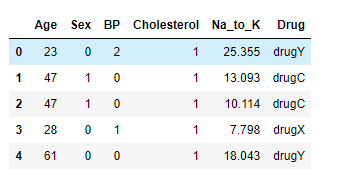 Age Sex BP Cholesterol Na_to_K Drug
0 23 0 2 1 25.355 drugY
1 47 1 0 1 13.093 drugC
2 47 1 0 1 10.114 drugC
3 28 0 1 1 7.798 drugX
4 61 0 0 1 18.043 drugY